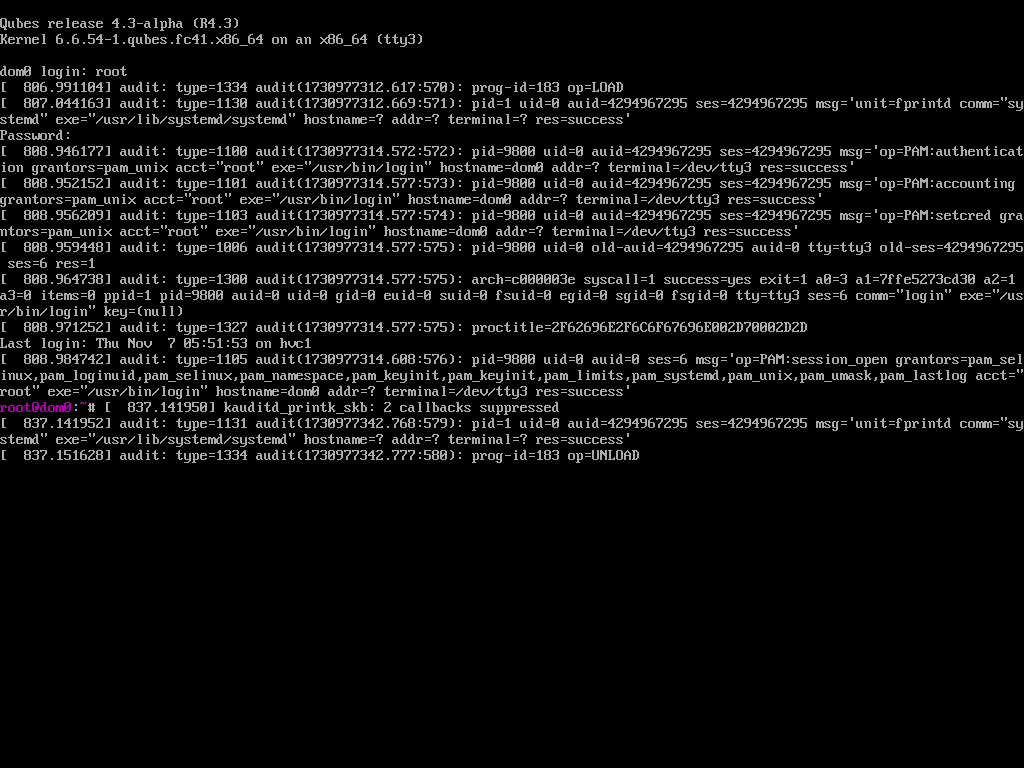 Qubes release 4.3-alpha (R4.3)
Kernel 6.6.54-1.qubes.fc41.x86_64 on an x86_64 (tty3)
dom0 login: root
[  806.991104] audit: type=1334 audit(1730977312.617:570): prog-id=183 op=LOAD
[  807.044163] audit: type=1130 audit(1730977312.669:571): pid=1 uid=0 auid=4294967295 ses=4294967295 msg='unit=fprintd comm="sy
stemd" exe="/usr/lib/systemd/systemd" hostname=? addr=? terminal=? res=success'
Password:
[  808.946177] audit: type=1100 audit(1730977314.572:572): pid=9800 uid=0 auid=4294967295 ses=4294967295 msg='op=PAM:authenticat
ion grantors=pam_unix acct="root" exe="/usr/bin/login" hostname=dom0 addr=? terminal=/dev/tty3 res=success'
[  808.952152] audit: type=1101 audit(1730977314.577:573): pid=9800 uid=0 auid=4294967295 ses=4294967295 msg='op=PAM:accounting
grantors=pam_unix acct="root" exe="/usr/bin/login" hostname=dom0 addr=? terminal=/dev/tty3 res=success'
[  808.956209] audit: type=1103 audit(1730977314.577:574): pid=9800 uid=0 auid=4294967295 ses=4294967295 msg='op=PAM:setcred gra
ntors=pam_unix acct="root" exe="/usr/bin/login" hostname=dom0 addr=? terminal=/dev/tty3 res=success'
[  808.959448] audit: type=1006 audit(1730977314.577:575): pid=9800 uid=0 old-auid=4294967295 auid=0 tty=tty3 old-ses=4294967295
 ses=6 res=1
[  808.964738] audit: type=1300 audit(1730977314.577:575): arch=c000003e syscall=1 success=yes exit=1 a0=3 a1=7ffe5273cd30 a2=1
a3=0 items=0 ppid=1 pid=9800 auid=0 uid=0 gid=0 euid=0 suid=0 fsuid=0 egid=0 sgid=0 fsgid=0 tty=tty3 ses=6 comm="login" exe="/us
r/bin/login" key=(null)
[  808.971252] audit: type=1327 audit(1730977314.577:575): proctitle=2F62696E2F6C6F67696E002D70002D2D
Last login: Thu Nov  7 05:51:53 on hvc1
[  808.984742] audit: type=1105 audit(1730977314.608:576): pid=9800 uid=0 auid=0 ses=6 msg='op=PAM:session_open grantors=pam_sel
inux,pam_loginuid,pam_selinux,pam_namespace,pam_keyinit,pam_keyinit,pam_limits,pam_systemd,pam_unix,pam_umask,pam_lastlog acct="
root" exe="/usr/bin/login" hostname=dom0 addr=? terminal=/dev/tty3 res=success'
root@dom0:~# [  837.141950] kauditd_printk_skb: 2 callbacks suppressed
[  837.141952] audit: type=1131 audit(1730977342.768:579): pid=1 uid=0 auid=4294967295 ses=4294967295 msg='unit=fprintd comm="sy
stemd" exe="/usr/lib/systemd/systemd" hostname=? addr=? terminal=? res=success'
[  837.151628] audit: type=1334 audit(1730977342.777:580): prog-id=183 op=UNLOAD